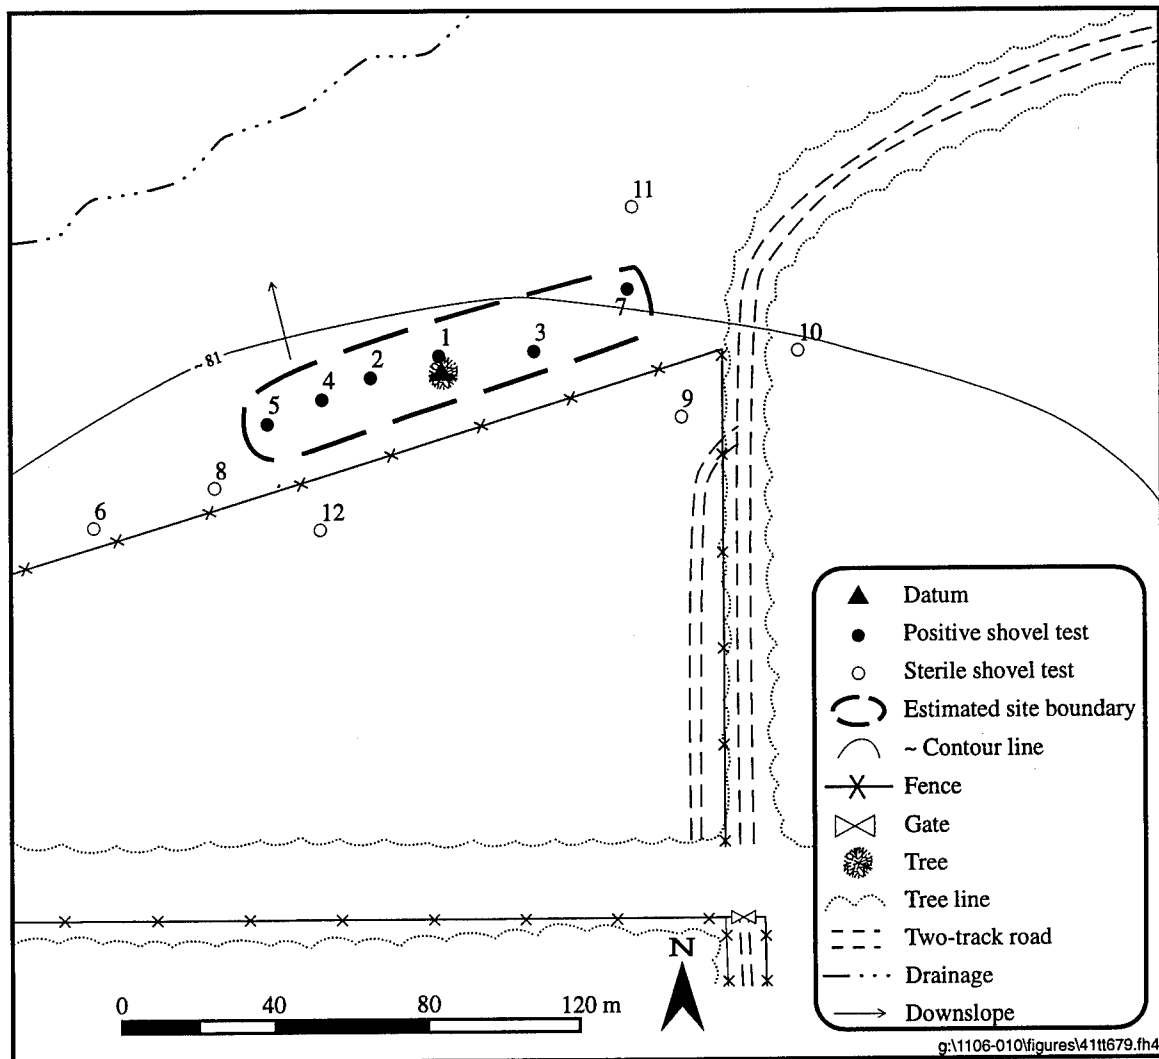 11
7
10
1
3
2
4
5
9
8
6
12
~ 81
Datum
Positive shovel test
Sterile shovel test
Estimated site boundary
~ Contour line
Fence
Gate
Tree
Tree line
Two-track road
Drainage
Downslope
N
0 40 80 120 m
g:\1106-010\figures\41tt679.fh4